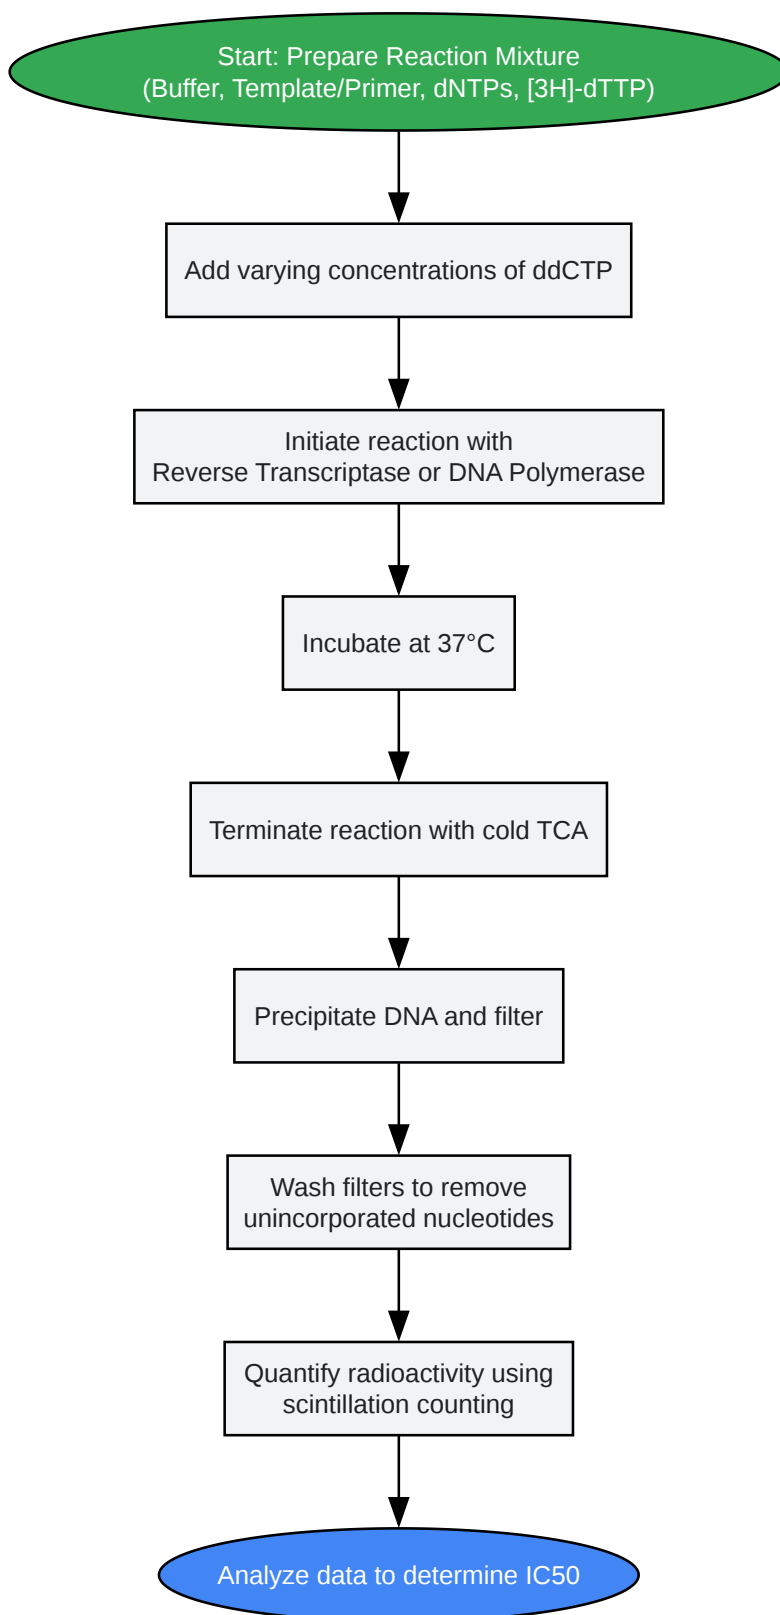 Start: Prepare Reaction Mixture
(Buffer, Template/Primer, dNTPs, [3H]-dTTP)
Add varying concentrations of ddCTP
Initiate reaction with
Reverse Transcriptase or DNA Polymerase
Incubate at 37°C
Terminate reaction with cold TCA
Precipitate DNA and filter
Wash filters to remove
unincorporated nucleotides
Quantify radioactivity using
scintillation counting
Analyze data to determine IC50